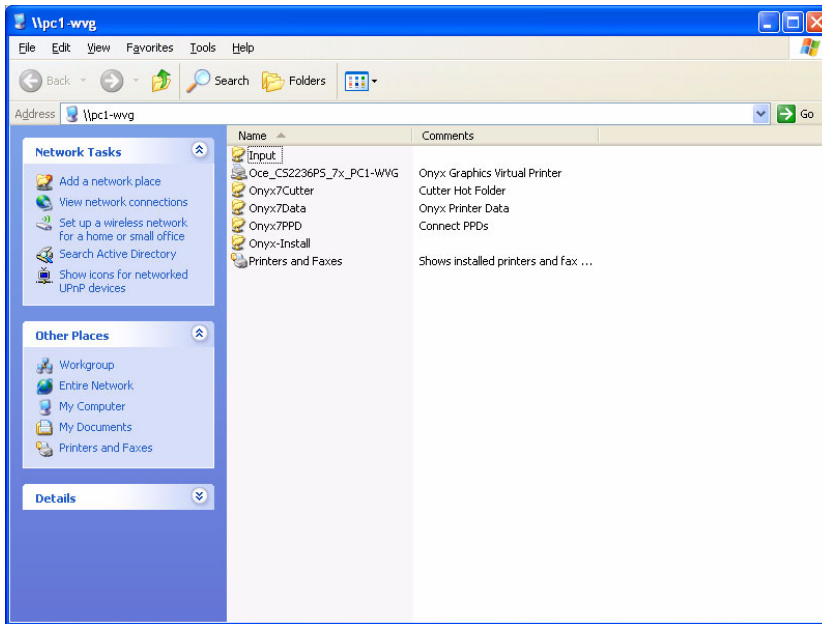 \\pc1-wvg
File Edit View Favorites Tools Help
Back Search Folders
Address \\pc1-wvg Go
Network Tasks
Add a network place
View network connections
Set up a wireless network
for a home or small office
Search Active Directory
Show icons for networked
UPnP devices
Other Places
Workgroup
Entire Network
My Computer
My Documents
Printers and Faxes
Details
Name Comments
Input
Oce_CS2236PS_7x_PC1-WVG Onyx Graphics Virtual Printer
Onyx7Cutter Cutter Hot Folder
Onyx7Data Onyx Printer Data
Onyx7PPD Connect PPDs
Onyx-Install
Printers and Faxes Shows installed printers and fax ...